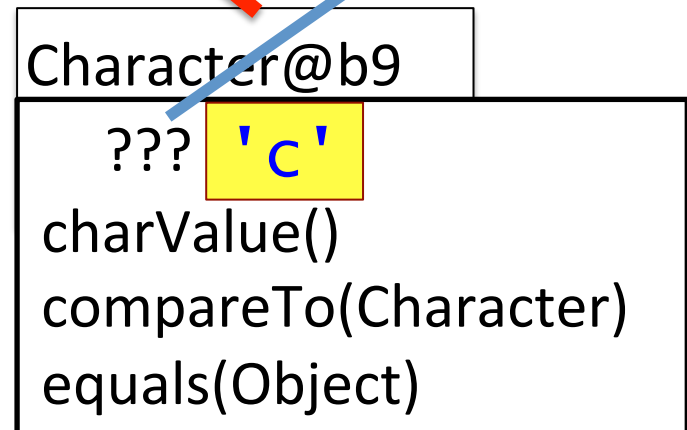 Character@b9
??? 'c'
charValue()
compareTo(Character)
equals(Object)